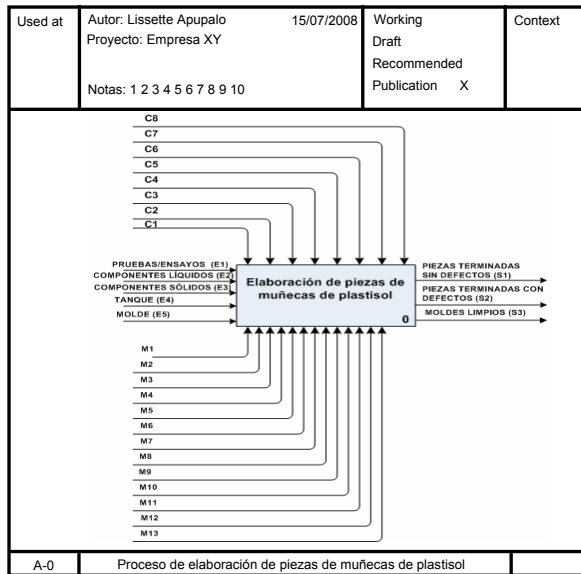 Used at
Autor: Lissette Apupalo 15/07/2008
Proyecto: Empresa XY
Notas: 1 2 3 4 5 6 7 8 9 10
Working
Draft
Recommended
Publication X
Context
C8
C7
C6
C5
C4
C3
C2
C1
PRUEBAS/ENSAYOS (E1)
COMPONENTES LÍQUIDOS (E2)
COMPONENTES SÓLIDOS (E3)
TANQUE (E4)
MOLDE (E5)
Elaboración de piezas de
muñecas de plastisol
0
PIEZAS TERMINADAS
SIN DEFECTOS (S1)
PIEZAS TERMINADAS CON
DEFECTOS (S2)
MOLDES LIMPIOS (S3)
M1
M2
M3
M4
M5
M6
M7
M8
M9
M10
M11
M12
M13
A-0
Proceso de elaboración de piezas de muñecas de plastisol